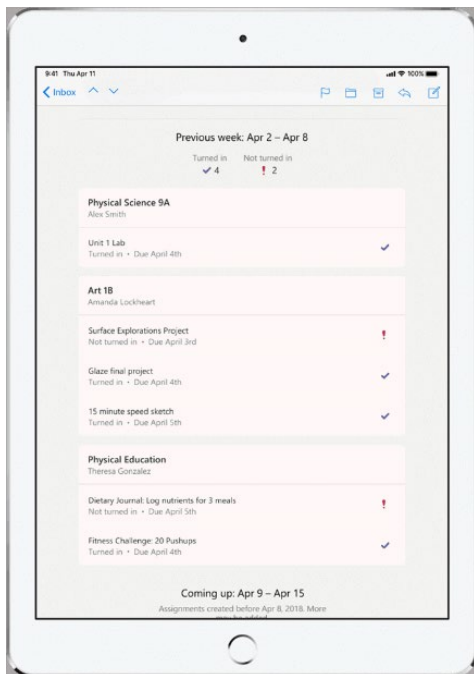 9:41 Thu Apr 11
100%
Inbox
Previous week: Apr 2 – Apr 8
Turned in Not turned in
4 2
Physical Science 9A
Alex Smith
Unit 1 Lab
Turned in • Due April 4th
Art 1B
Amanda Lockheart
Surface Explorations Project
Not turned in • Due April 3rd
Glaze final project
Turned in • Due April 4th
15 minute speed sketch
Turned in • Due April 5th
Physical Education
Theresa Gonzalez
Dietary Journal: Log nutrients for 3 meals
Not turned in • Due April 5th
Fitness Challenge: 20 Pushups
Turned in • Due April 4th
Coming up: Apr 9 – Apr 15
Assignments created before Apr 8, 2018. More
may be added